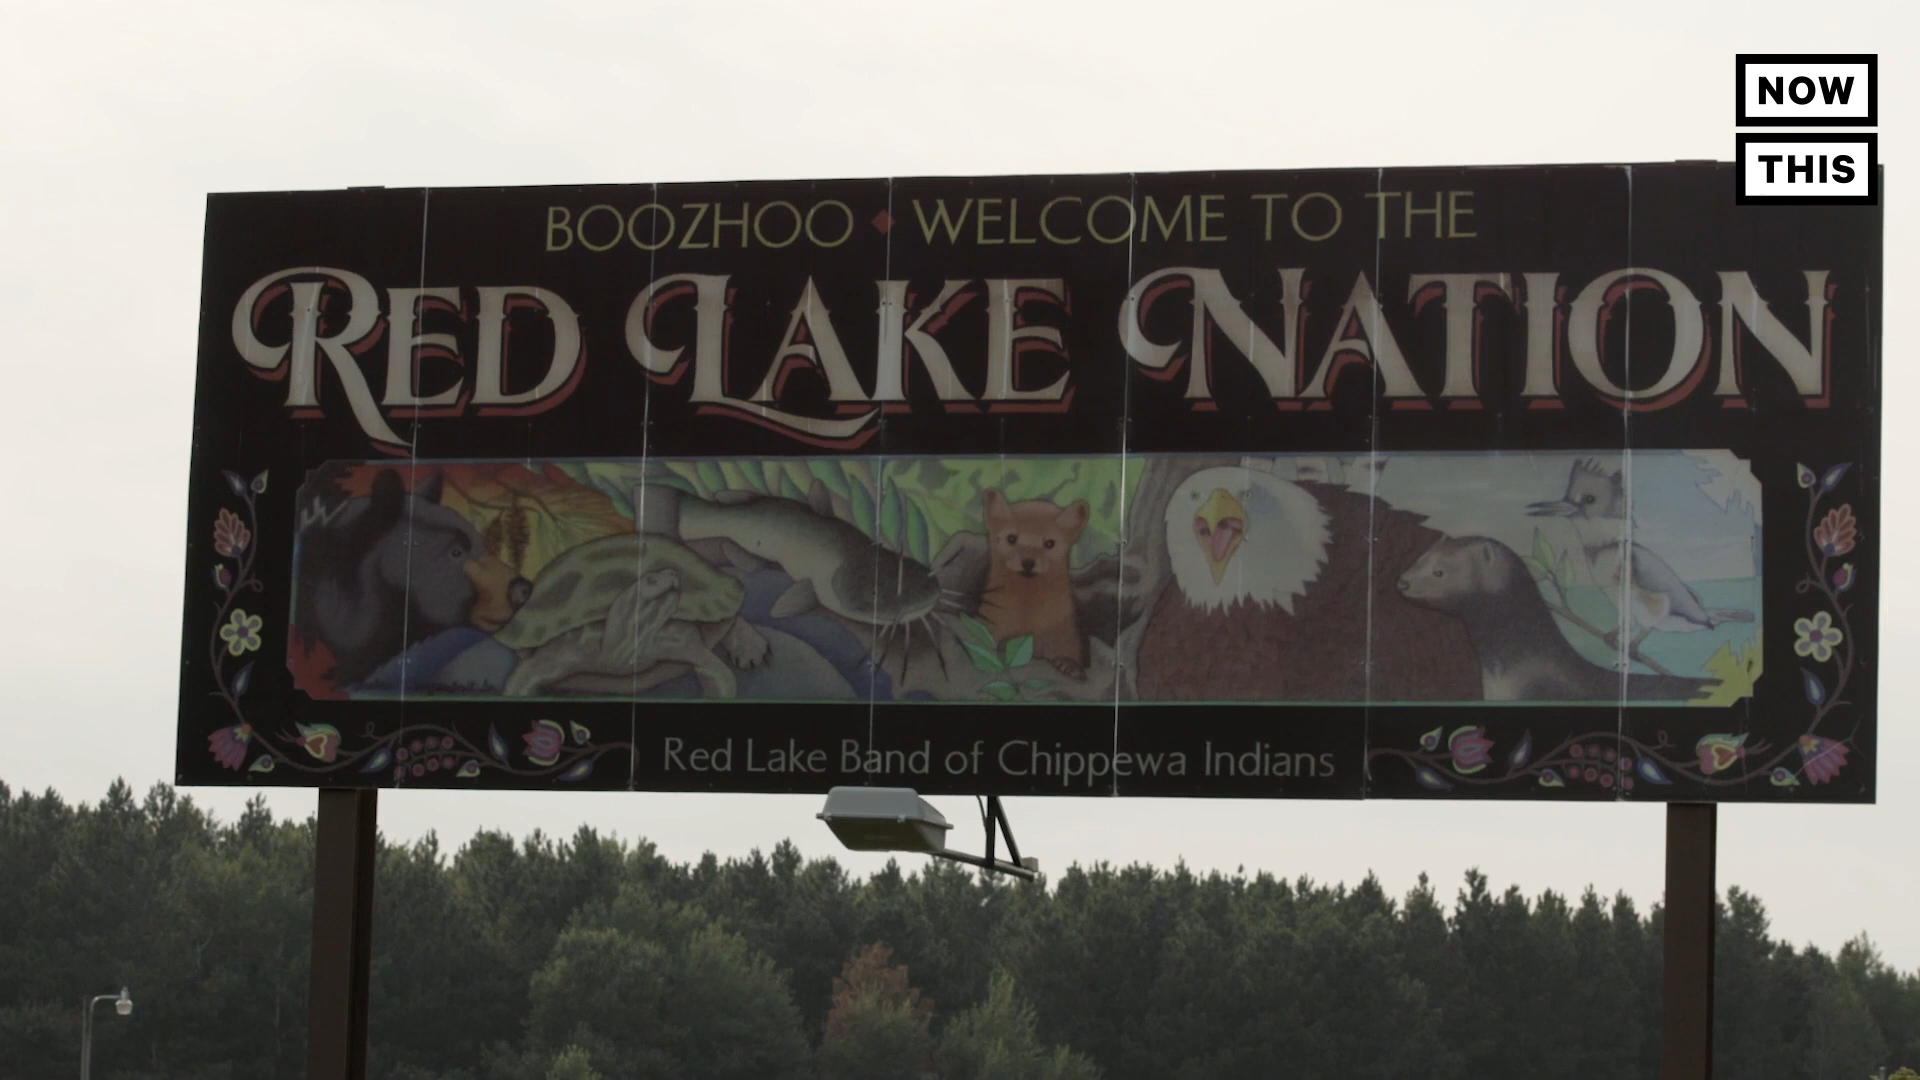 NOW
THIS
BOOZHOO ♦ WELCOME TO THE
RED LAKE NATION
Red Lake Band of Chippewa Indians